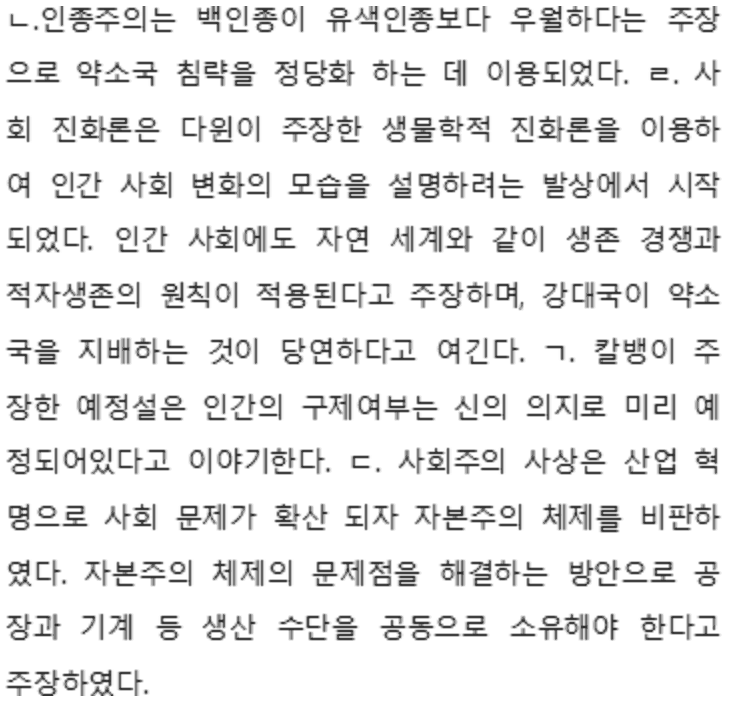 ㄴ.인종주의는 백인종이 유색인종보다 우월하다는 주장
으로 약소국 침략을 정당화 하는 데 이용되었다. ㄹ. 사
회 진화론은 다윈이 주장한 생물학적 진화론을 이용하
여 인간 사회 변화의 모습을 설명하려는 발상에서 시작
되었다. 인간 사회에도 자연 세계와 같이 생존 경쟁과
적자생존의 원칙이 적용된다고 주장하며, 강대국이 약소
국을 지배하는 것이 당연하다고 여긴다. ㄱ. 칼뱅이 주
장한 예정설은 인간의 구제여부는 신의 의지로 미리 예
정되어있다고 이야기한다. ㄷ. 사회주의 사상은 산업 혁
명으로 사회 문제가 확산 되자 자본주의 체제를 비판하
였다. 자본주의 체제의 문제점을 해결하는 방안으로 공
장과 기계 등 생산 수단을 공동으로 소유해야 한다고
주장하였다.